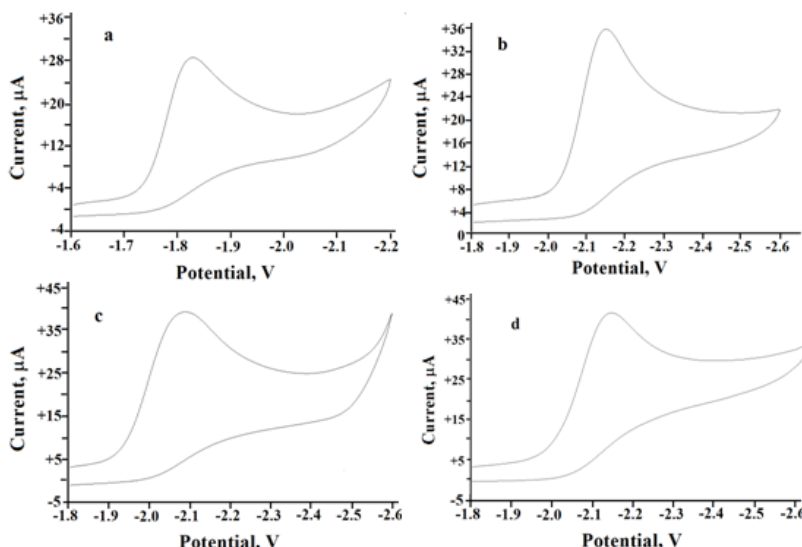 a
+36
+28
+20
+12
+4
-4
Current, µA
-1.6 -1.7 -1.8 -1.9 -2.0 -2.1 -2.2
Potential, V
b
+36
+28
+22
+16
+12
+8
+4
0
Current, µA
-1.8 -1.9 -2.0 -2.1 -2.2 -2.3 -2.4 -2.5 -2.6
Potential, V
c
+45
+35
+25
+15
+5
-5
Current, µA
-1.8 -1.9 -2.0 -2.1 -2.2 -2.3 -2.4 -2.5 -2.6
Potential, V
d
+45
+35
+25
+15
+5
-5
Current, µA
-1.8 -1.9 -2.0 -2.1 -2.2 -2.3 -2.4 -2.5 -2.6
Potential, V